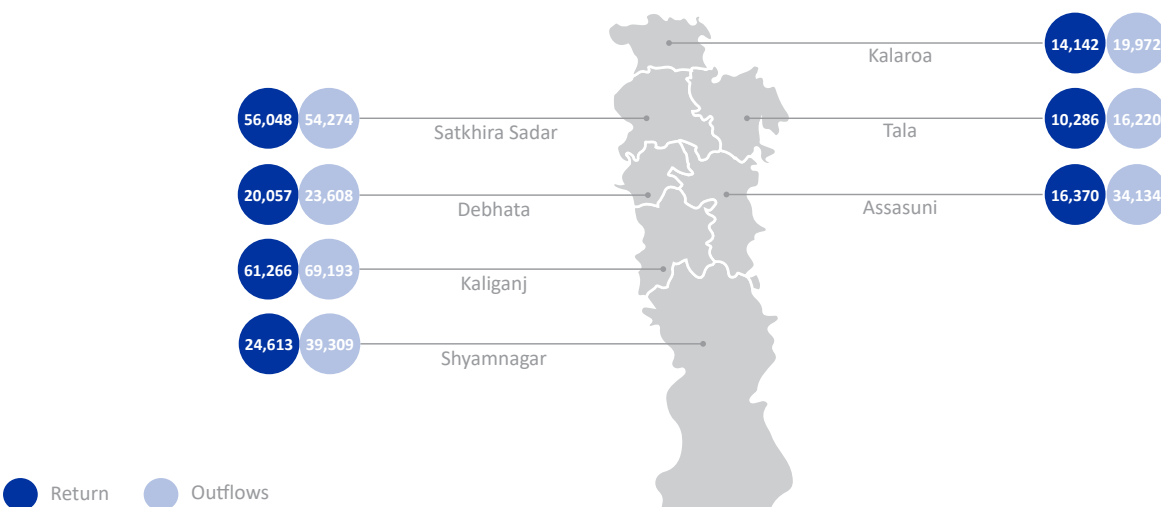 14,142 19,972
Kalaroa
56,048 54,274
Satkhira Sadar
10,286 16,220
Tala
20,057 23,608
Debhata
16,370 34,134
Assasuni
61,266 69,193
Kaliganj
24,613 39,309
Shyamnagar
Return Outflows